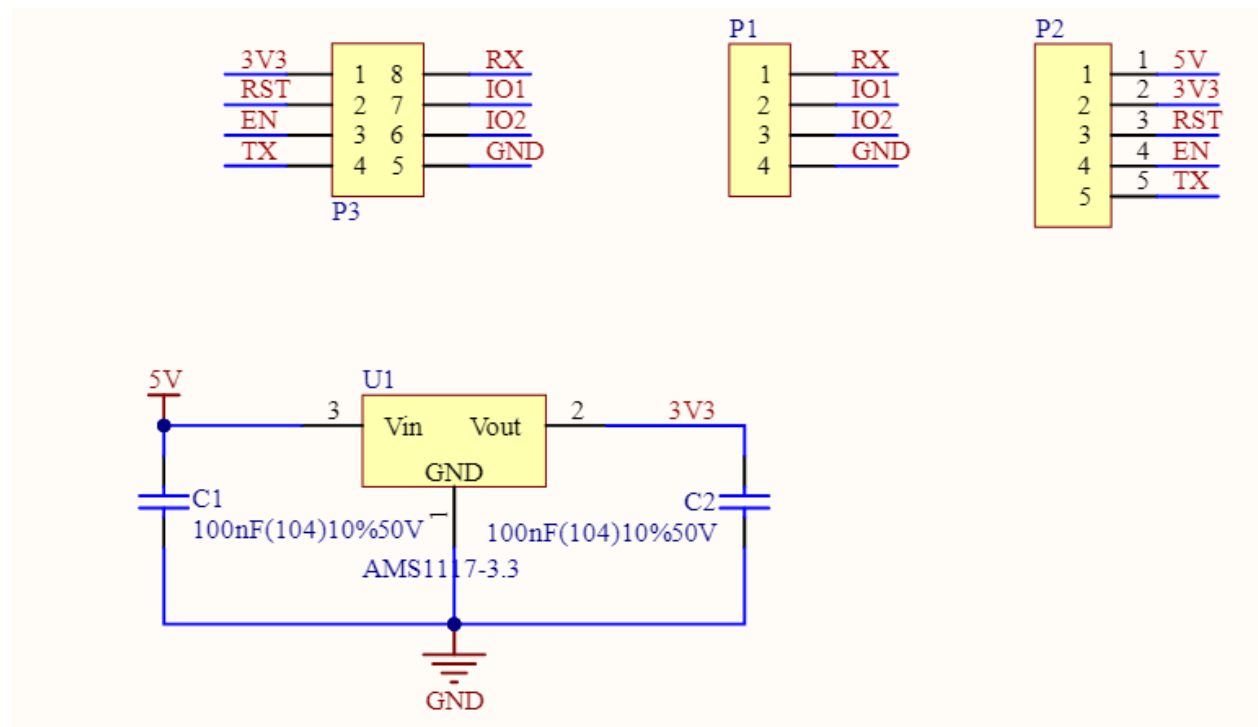 P1
P2
3V3 1 8 RX
RST 2 7 IO1
EN 3 6 IO2
TX 4 5 GND
P3
1 RX
2 IO1
3 IO2
4 GND
1 1 5V
2 2 3V3
3 3 RST
4 4 EN
5 5 TX
5V
U1
3 Vin Vout 2 3V3
GND
1
C1
100nF(104)10%50V
C2
100nF(104)10%50V
AMS1117-3.3
GND